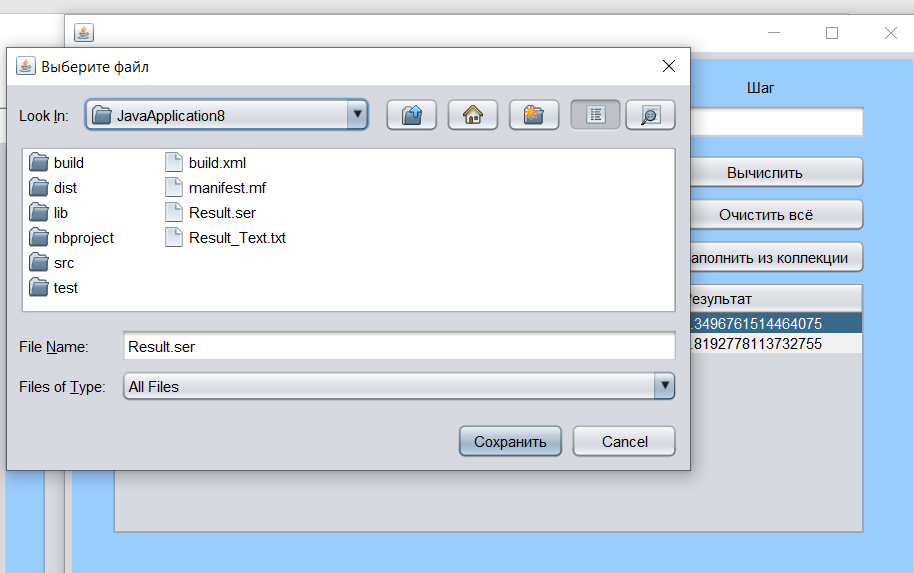 Выберите файл
Look In:
JavaApplication8
build
dist
lib
nbproject
src
test
build.xml
manifest.mf
Result.ser
Result_Text.txt
File Name:
Result.ser
Files of Type:
All Files
Сохранить
Cancel
Шаг
Вычислить
Очистить всё
аполнить из коллекции
Результат
.3496761514464075
.8192778113732755